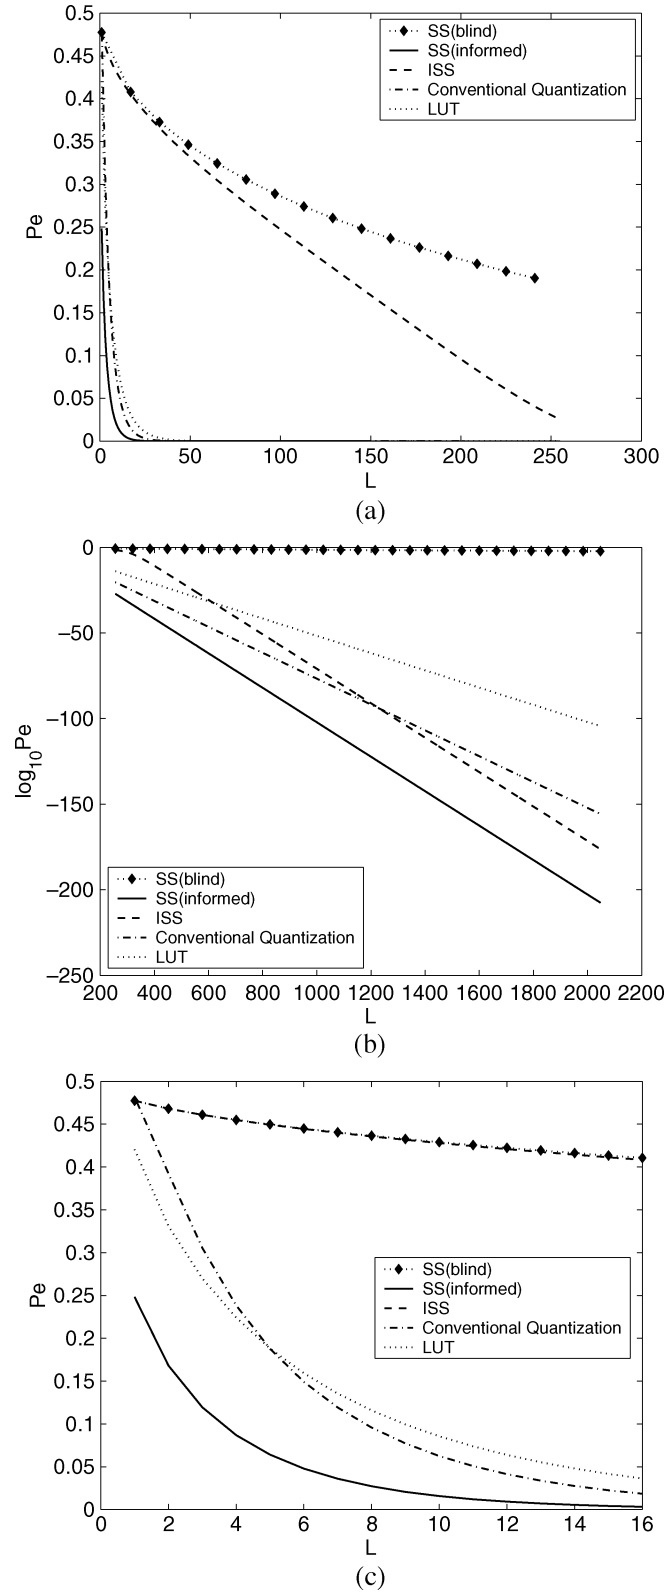 0.5
0.45
0.4
0.35
0.3
0.25
0.2
0.15
0.1
0.05
0
Pe
SS(blind)
SS(informed)
ISS
Conventional Quantization
LUT
0 50 100 150 200 250 300
L
(a)
0
−50
−100
−150
−200
−250
log10Pe
SS(blind)
SS(informed)
ISS
Conventional Quantization
LUT
200 400 600 800 1000 1200 1400 1600 1800 2000 2200
L
(b)
0.5
0.45
0.4
0.35
0.3
0.25
0.2
0.15
0.1
0.05
0
Pe
SS(blind)
SS(informed)
ISS
Conventional Quantization
LUT
0 2 4 6 8 10 12 14 16
L
(c)